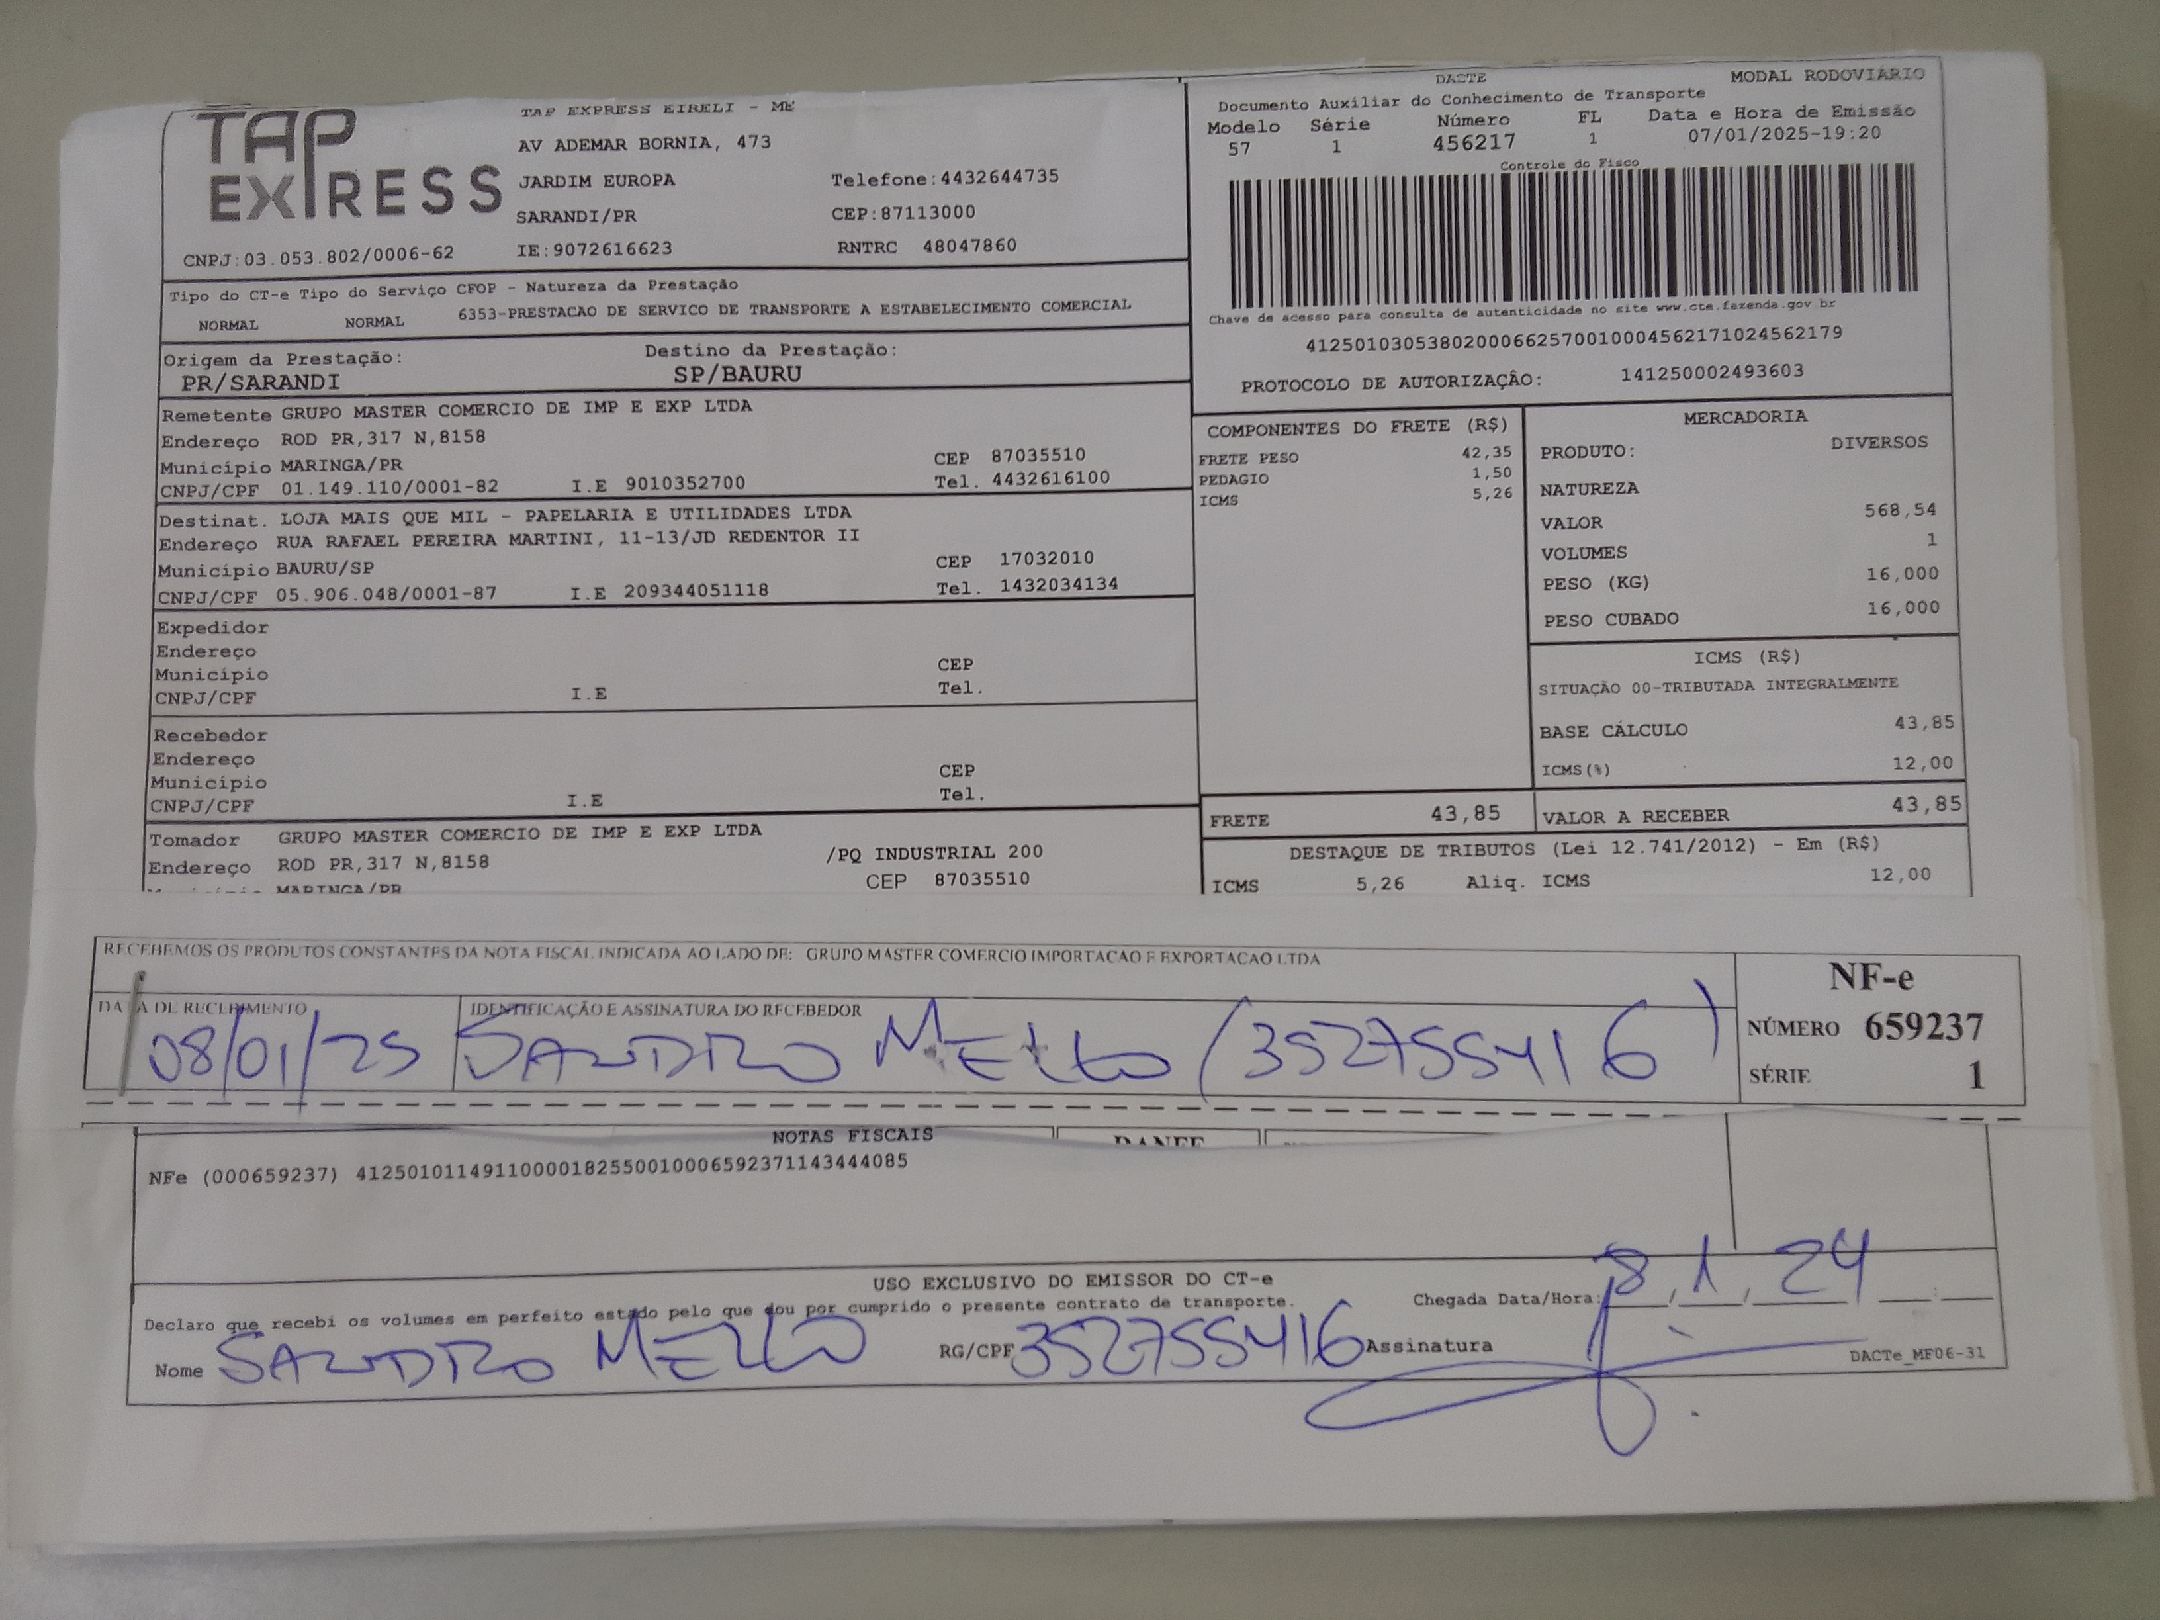 TAP EXPRESS
TAP EXPRESS EIRELI - ME
AV ADEMAR BORNIA, 473
JARDIM EUROPA Telefone:4432644735
SARANDI/PR CEP:87113000
CNPJ:03.053.802/0006-62 IE:9072616623 RNTRC 48047860
DACTE MODAL RODOVIÁRIO
Documento Auxiliar do Conhecimento de Transporte
Modelo Série Número FL Data e Hora de Emissão
57 1 456217 1 07/01/2025-19:20
Controle do Fisco
Chave de acesso para consulta de autenticidade no site www.cte.fazenda.gov.br
41250103053802000662570010004562171024562179
PROTOCOLO DE AUTORIZAÇÃO: 141250002493603
Tipo do CT-e Tipo do Serviço CFOP - Natureza da Prestação
NORMAL NORMAL 6353-PRESTACAO DE SERVICO DE TRANSPORTE A ESTABELECIMENTO COMERCIAL
Origem da Prestação: Destino da Prestação:
PR/SARANDI SP/BAURU
Remetente GRUPO MASTER COMERCIO DE IMP E EXP LTDA
Endereço ROD PR,317 N,8158
Município MARINGA/PR CEP 87035510
CNPJ/CPF 01.149.110/0001-82 I.E 9010352700 Tel. 4432616100
Destinat. LOJA MAIS QUE MIL - PAPELARIA E UTILIDADES LTDA
Endereço RUA RAFAEL PEREIRA MARTINI, 11-13/JD REDENTOR II
Município BAURU/SP CEP 17032010
CNPJ/CPF 05.906.048/0001-87 I.E 209344051118 Tel. 1432034134
Expedidor
Endereço
Município CEP
CNPJ/CPF I.E Tel.
Recebedor
Endereço
Município CEP
CNPJ/CPF I.E Tel.
Tomador GRUPO MASTER COMERCIO DE IMP E EXP LTDA
Endereço ROD PR,317 N,8158 /PQ INDUSTRIAL 200
Município MARINGA/PR CEP 87035510
COMPONENTES DO FRETE (R$)
FRETE PESO 42,35
PEDAGIO 1,50
ICMS 5,26
MERCADORIA
PRODUTO: DIVERSOS
NATUREZA
VALOR 568,54
VOLUMES 1
PESO (KG) 16,000
PESO CUBADO 16,000
ICMS (R$)
SITUAÇÃO 00-TRIBUTADA INTEGRALMENTE
BASE CÁLCULO 43,85
ICMS(%) 12,00
FRETE 43,85 VALOR A RECEBER 43,85
DESTAQUE DE TRIBUTOS (Lei 12.741/2012) - Em (R$)
ICMS 5,26 Aliq. ICMS 12,00
RECEBEMOS OS PRODUTOS CONSTANTES DA NOTA FISCAL INDICADA AO LADO DE: GRUPO MASTER COMERCIO IMPORTACAO E EXPORTACAO LTDA
DATA DE RECEBIMENTO IDENTIFICAÇÃO E ASSINATURA DO RECEBEDOR
08/01/25 SANDRO MELLO (352755416)
NF-e
NÚMERO 659237
SÉRIE 1
NOTAS FISCAIS DANFE
NFe (000659237) 41250101149110000182550010006592371143444085
USO EXCLUSIVO DO EMISSOR DO CT-e
Declaro que recebi os volumes em perfeito estado pelo que dou por cumprido o presente contrato de transporte. Chegada Data/Hora: 8/1/24 :
Nome SANDRO MELLO RG/CPF 352755416 Assinatura
DACTe_MF06-31